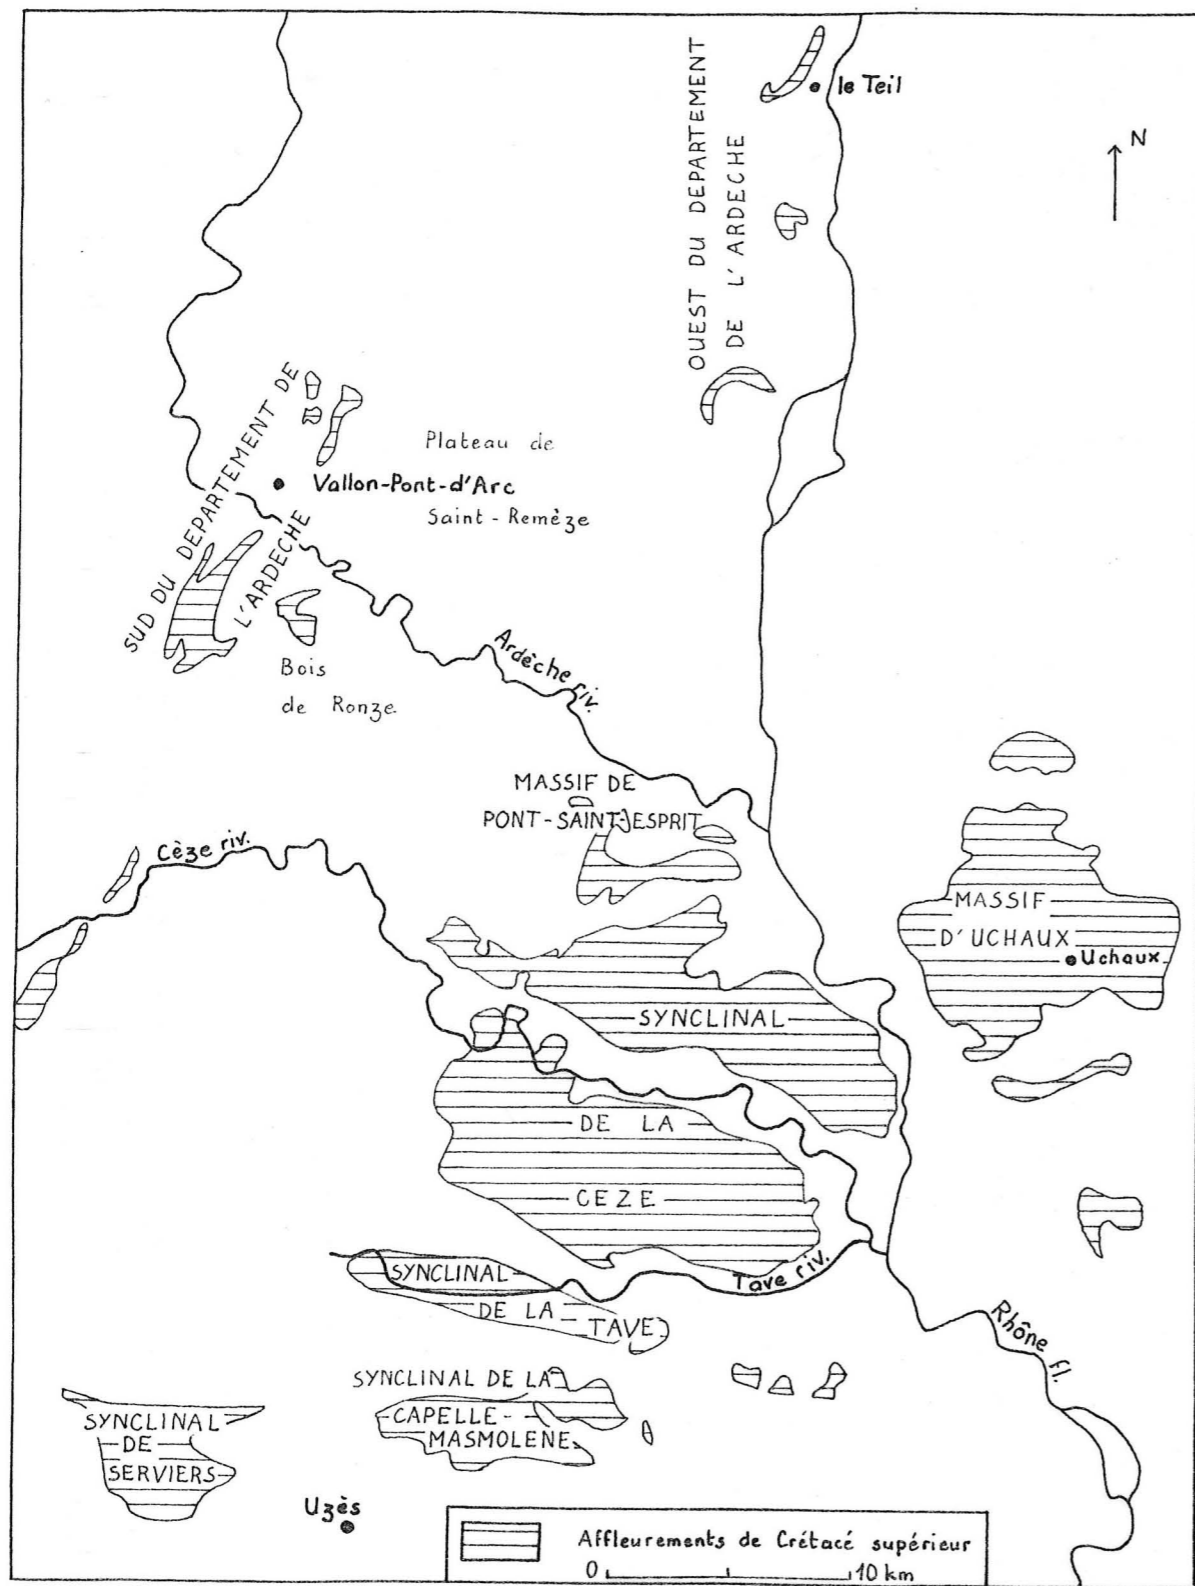 le Teil
N
OUEST DU DEPARTEMENT
DE L'ARDECHE
SUD DU DEPARTEMENT DE
L'ARDECHE
Plateau de
Vallon-Pont-d'Arc
Saint-Remèze
Bois
de Ronze
Ardèche riv.
MASSIF DE
PONT-SAINT-ESPRIT
Cèze riv.
MASSIF
D'UCHAUX
Uchaux
SYNCLINAL
DE LA
CEZE
SYNCLINAL
DE LA
TAVE
Tave riv.
Rhône fl.
SYNCLINAL DE LA
CAPELLE-
MASMOLENE
SYNCLINAL
DE
SERVIERS
Uzès
Affleurements de Crétacé supérieur
0 10 km